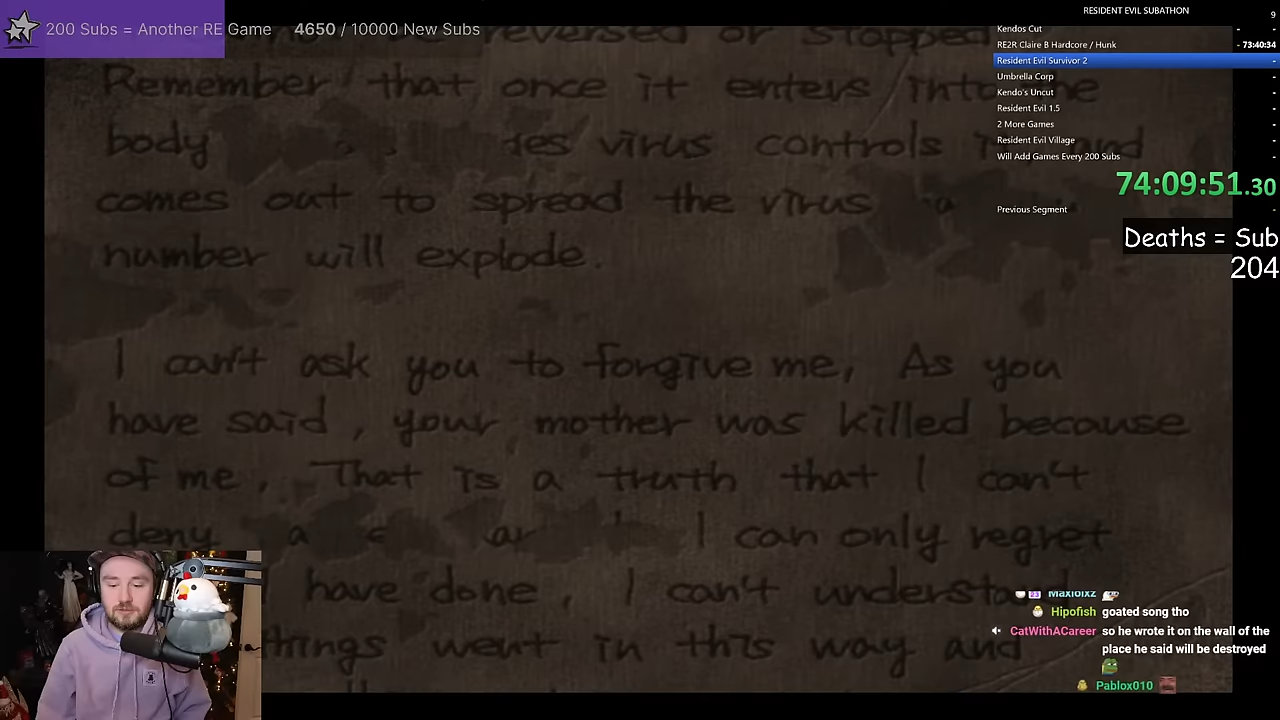 200 Subs = Another RE Game 4650 / 10000 New Subs
RESIDENT EVIL SUBATHON
9
Kendos Cut -
RE2R Claire B Hardcore / Hunk - 73:40:34
Resident Evil Survivor 2 -
Umbrella Corp -
Kendo's Uncut -
Resident Evil 1.5 -
2 More Games -
Resident Evil Village -
Will Add Games Every 200 Subs -
74:09:51.30
Previous Segment -
Deaths = Sub
204
reversed or stopped
Remember that once it enters into
body virus controls
comes out to spread the virus
number will explode.
I can't ask you to forgive me, As you
have said, your mother was killed because
of me. That is a truth that I can't
deny I can only regret
have done, I can't
things went in this way and
Maxiolxz
Hipofish goated song tho
CatWithACareer so he wrote it on the wall of the
place he said will be destroyed
Pablox010